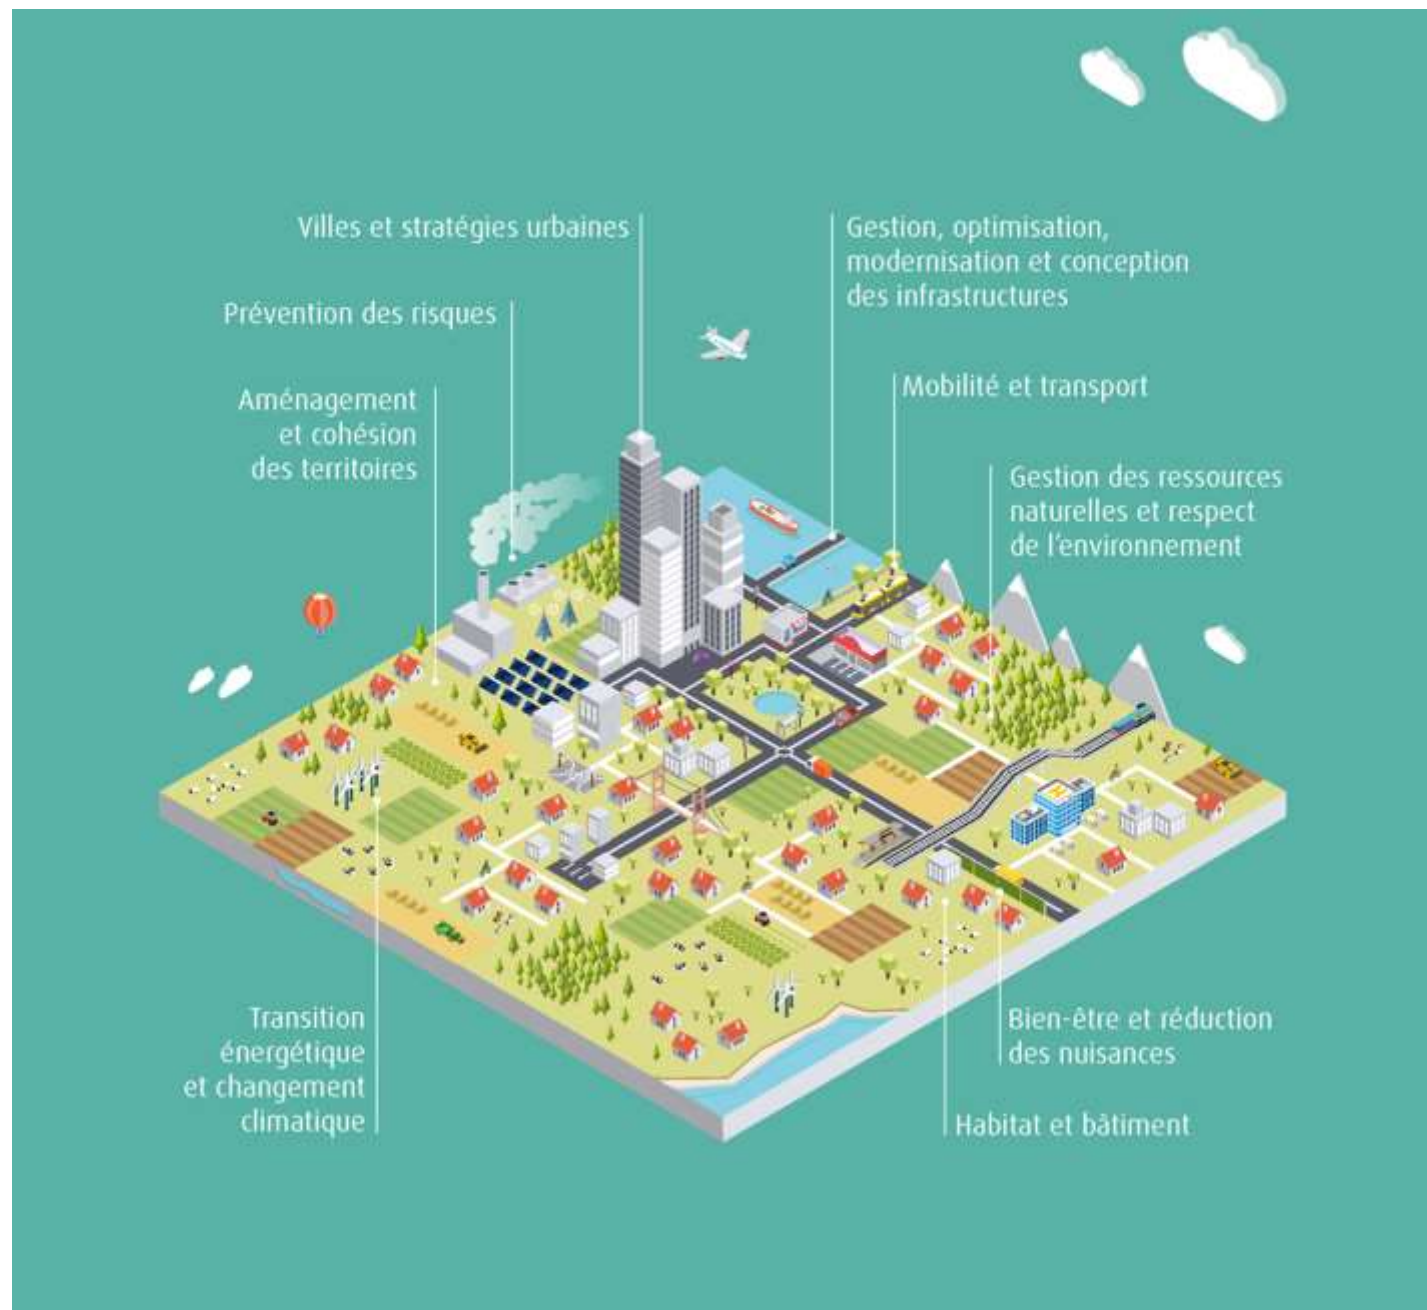 Villes et stratégies urbaines
Gestion, optimisation,
modernisation et conception
des infrastructures
Prévention des risques
Mobilité et transport
Aménagement
et cohésion
des territoires
Gestion des ressources
naturelles et respect
de l'environnement
Transition
énergétique
et changement
climatique
Bien-être et réduction
des nuisances
Habitat et bâtiment